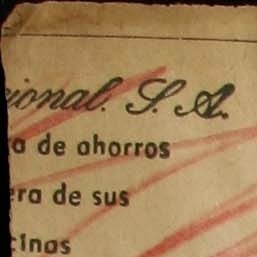 ional. S. A.
a de ahorros
era de sus
cinas